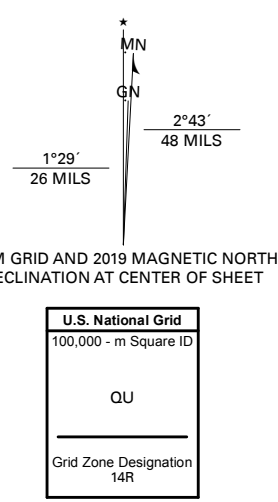 MN
GN
2°43´
48 MILS
1°29´
26 MILS
GRID AND 2019 MAGNETIC NORTH
AT CENTER OF SHEET
U.S. National Grid
100,000 - m Square ID
QU
Grid Zone Designation
14R